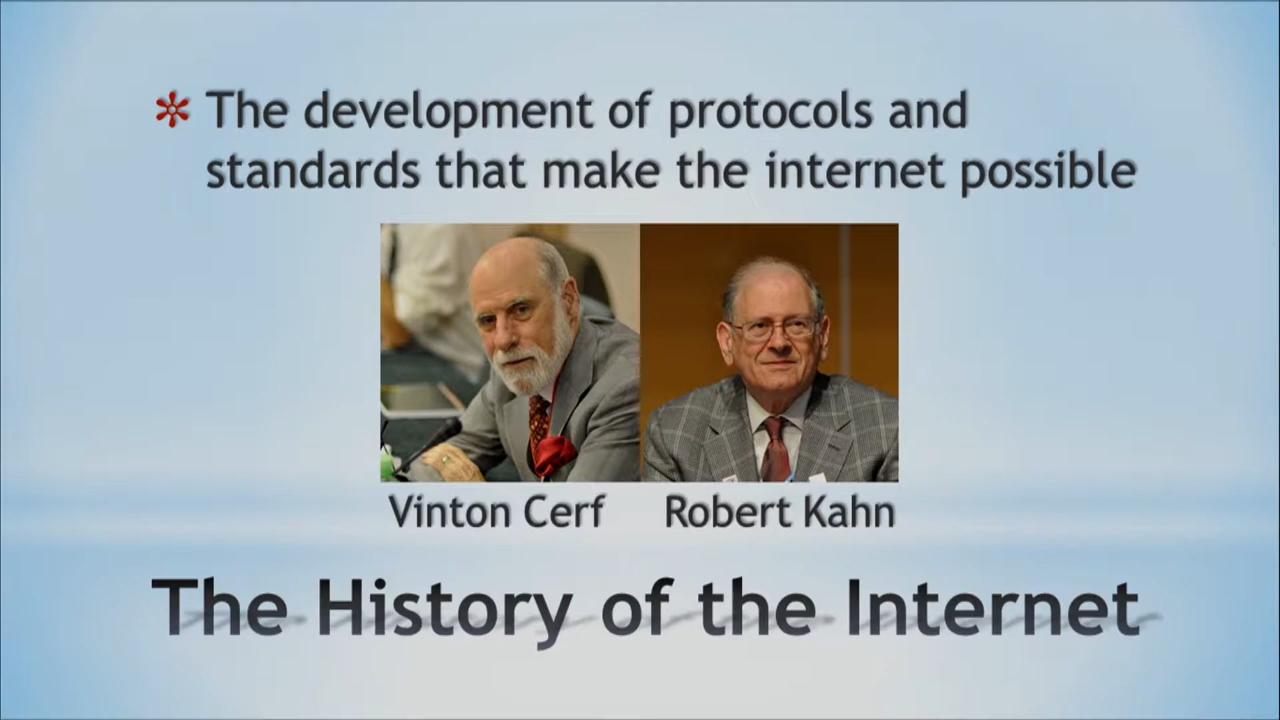 The development of protocols and
standards that make the internet possible
Vinton Cerf Robert Kahn
The History of the Internet